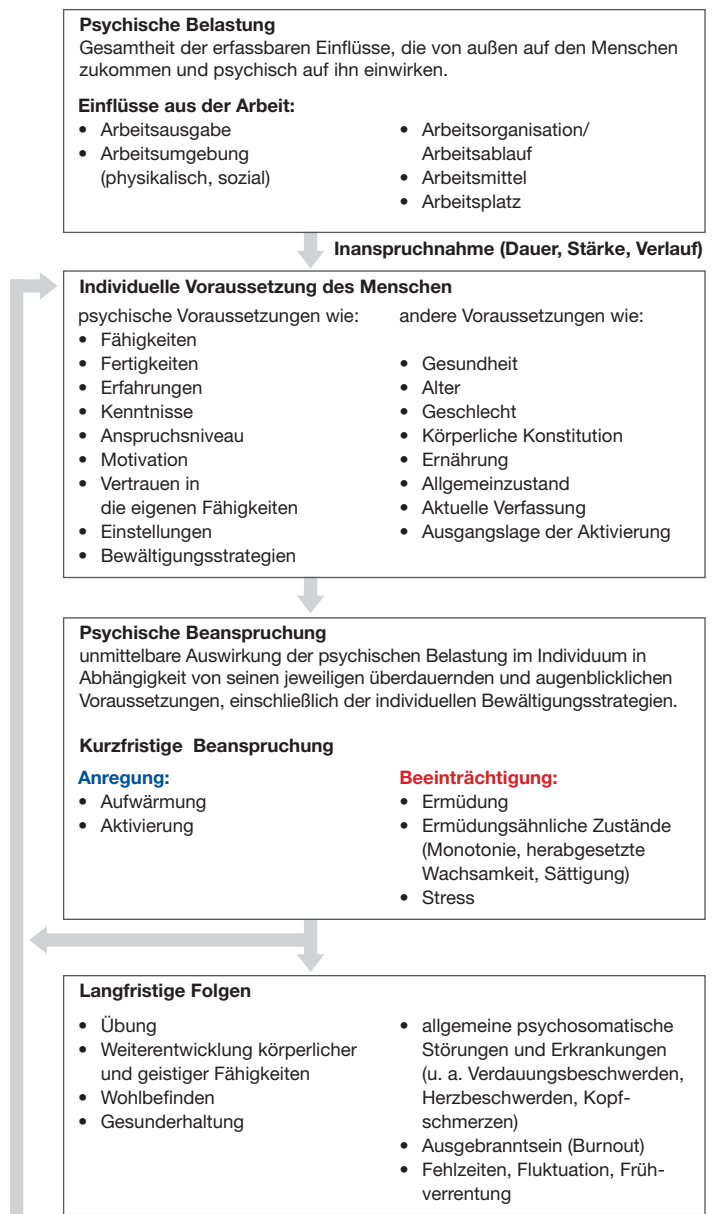 Psychische Belastung
Gesamtheit der erfassbaren Einflüsse, die von außen auf den Menschen
zukommen und psychisch auf ihn einwirken.
Einflüsse aus der Arbeit:
• Arbeitsausgabe
• Arbeitsumgebung
(physikalisch, sozial)
• Arbeitsorganisation/
Arbeitsablauf
• Arbeitsmittel
• Arbeitsplatz
Inanspruchnahme (Dauer, Stärke, Verlauf)
Individuelle Voraussetzung des Menschen
psychische Voraussetzungen wie:
• Fähigkeiten
• Fertigkeiten
• Erfahrungen
• Kenntnisse
• Anspruchsniveau
• Motivation
• Vertrauen in
die eigenen Fähigkeiten
• Einstellungen
• Bewältigungsstrategien
andere Voraussetzungen wie:
• Gesundheit
• Alter
• Geschlecht
• Körperliche Konstitution
• Ernährung
• Allgemeinzustand
• Aktuelle Verfassung
• Ausgangslage der Aktivierung
Psychische Beanspruchung
unmittelbare Auswirkung der psychischen Belastung im Individuum in
Abhängigkeit von seinen jeweiligen überdauernden und augenblicklichen
Voraussetzungen, einschließlich der individuellen Bewältigungsstrategien.
Kurzfristige Beanspruchung
Anregung:
• Aufwärmung
• Aktivierung
Beeinträchtigung:
• Ermüdung
• Ermüdungsähnliche Zustände
(Monotonie, herabgesetzte
Wachsamkeit, Sättigung)
• Stress
Langfristige Folgen
• Übung
• Weiterentwicklung körperlicher
und geistiger Fähigkeiten
• Wohlbefinden
• Gesunderhaltung
• allgemeine psychosomatische
Störungen und Erkrankungen
(u. a. Verdauungsbeschwerden,
Herzbeschwerden, Kopf-
schmerzen)
• Ausgebranntsein (Burnout)
• Fehlzeiten, Fluktuation, Früh-
verrentung